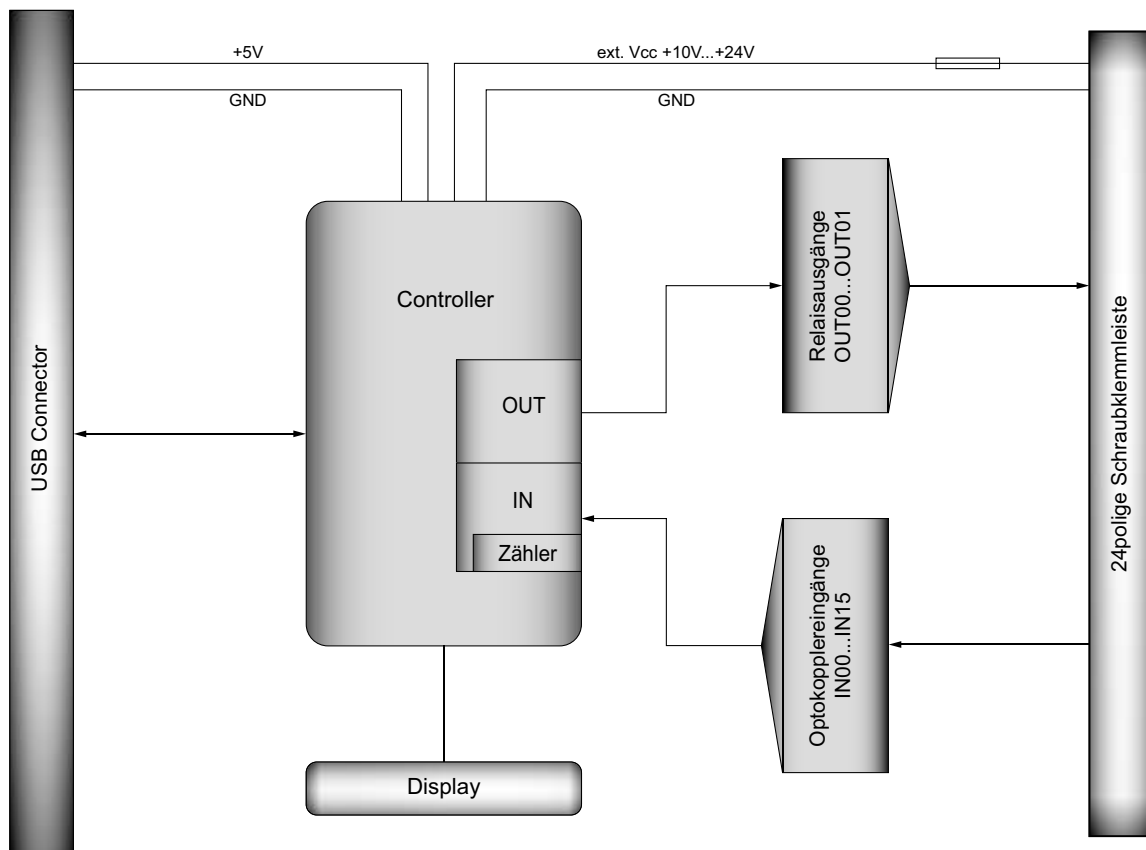 +5V
ext. Vcc +10V...+24V
GND
GND
USB Connector
Controller
OUT
IN
Zähler
Display
Relaisausgänge
OUT00...OUT01
Optokopplereingänge
IN00...IN15
24polige Schraubklemmleiste